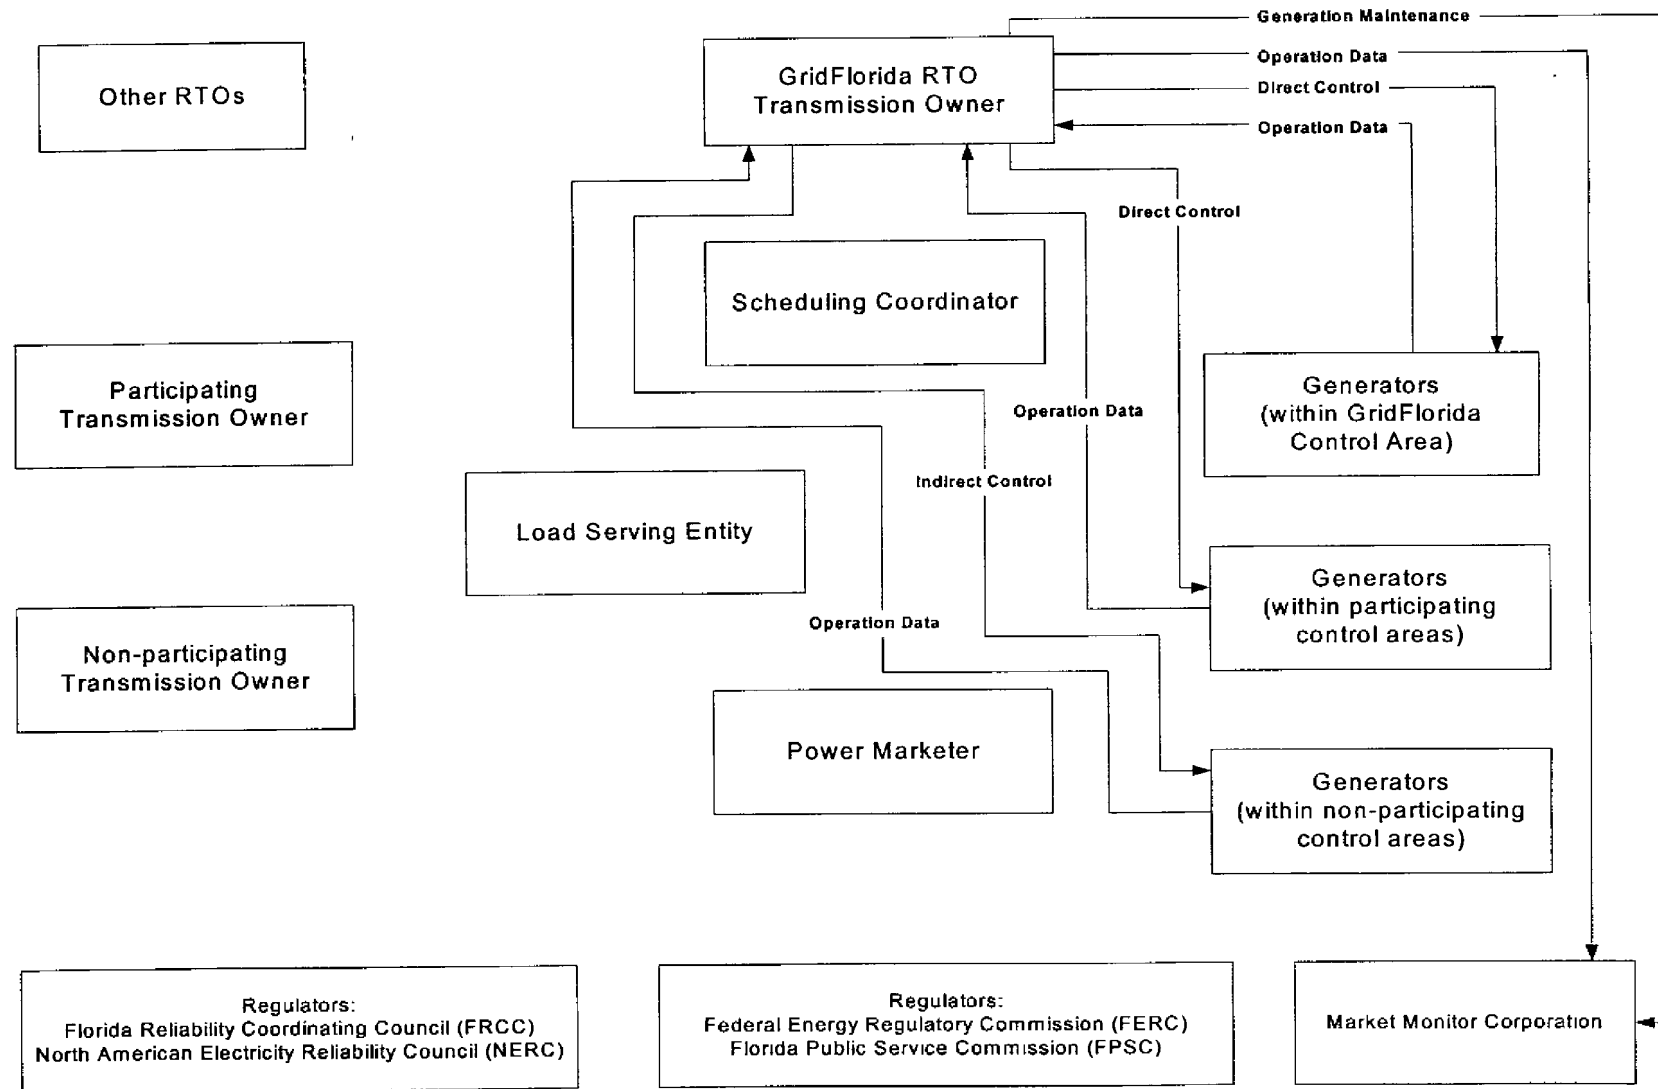 Generation Maintenance
Other RTOs
GridFlorida RTO
Transmission Owner
Operation Data
Direct Control
Operation Data
Direct Control
Scheduling Coordinator
Participating
Transmission Owner
Generators
(within GridFlorida
Control Area)
Operation Data
Indirect Control
Load Serving Entity
Generators
(within participating
control areas)
Operation Data
Non-participating
Transmission Owner
Power Marketer
Generators
(within non-participating
control areas)
Regulators:
Florida Reliability Coordinating Council (FRCC)
North American Electricity Reliability Council (NERC)
Regulators:
Federal Energy Regulatory Commission (FERC)
Florida Public Service Commission (FPSC)
Market Monitor Corporation